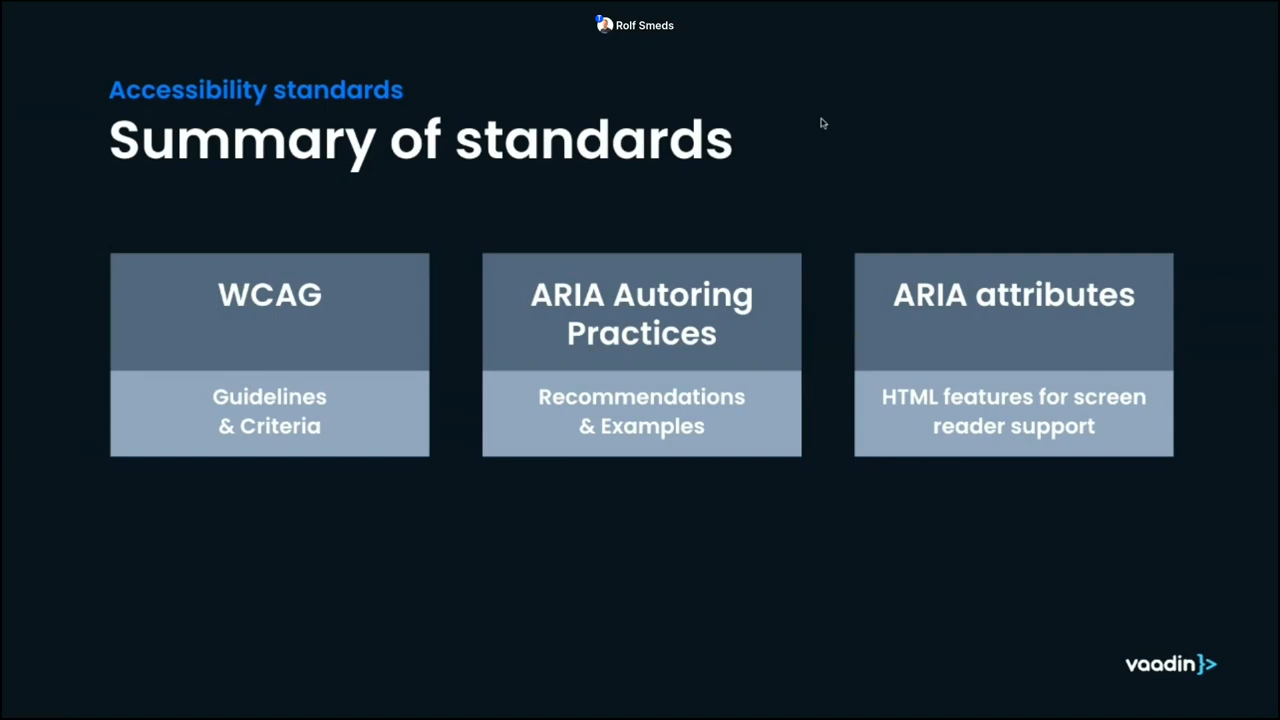 Rolf Smeds
Accessibility standards
Summary of standards
WCAG
Guidelines
& Criteria
ARIA Autoring
Practices
Recommendations
& Examples
ARIA attributes
HTML features for screen
reader support
vaadin}>